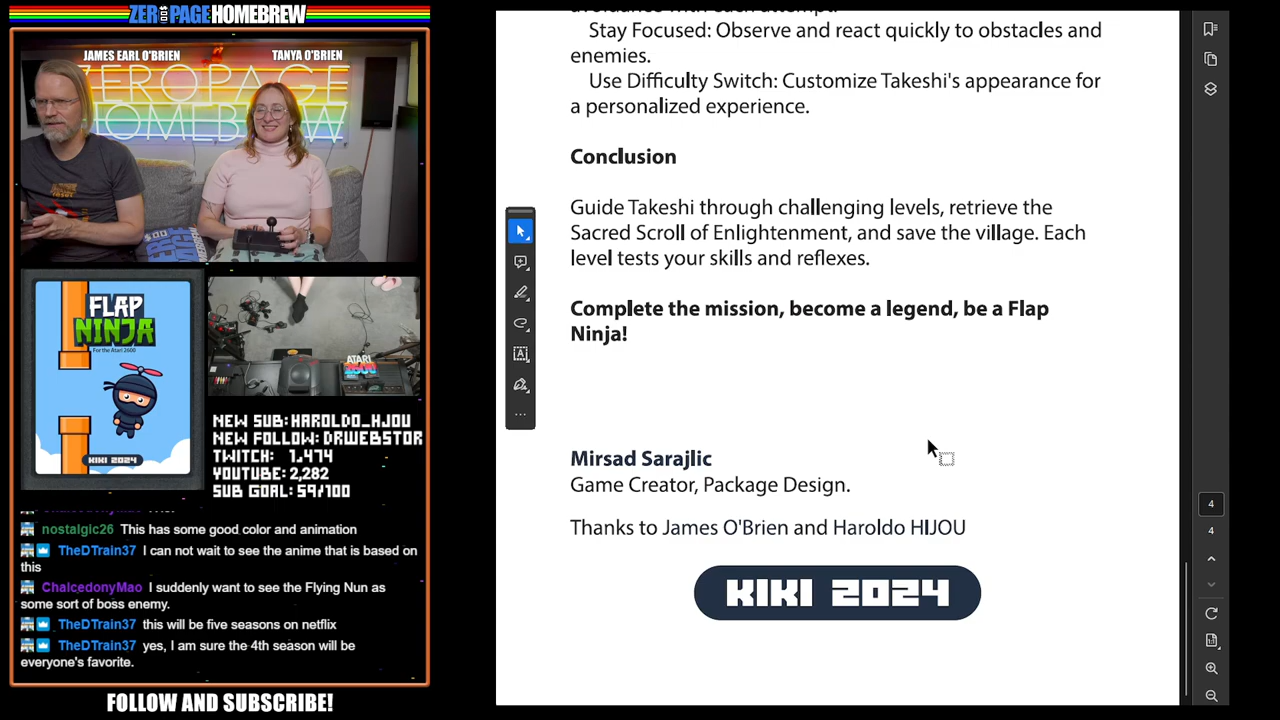 ZEROPAGEHOMEBREW
JAMES EARL O'BRIEN
TANYA O'BRIEN
ZEROPAGE
HOMEBREW
FLAP
NINJA
For the Atari 2600
KIKI 2024
ATARI
2600
NEW SUB: HAROLDO_HJOU
NEW FOLLOW: DRWEBSTOR
TWITCH: 1,474
YOUTUBE: 2,282
SUB GOAL: 59/100
nostalgic26 This has some good color and animation
TheDTrain37 I can not wait to see the anime that is based on
this
ChalcedonyMao I suddenly want to see the Flying Nun as
some sort of boss enemy.
TheDTrain37 this will be five seasons on netflix
TheDTrain37 yes, I am sure the 4th season will be
everyone's favorite.
FOLLOW AND SUBSCRIBE!
avoidance with each attempt.
Stay Focused: Observe and react quickly to obstacles and
enemies.
Use Difficulty Switch: Customize Takeshi's appearance for
a personalized experience.
Conclusion
Guide Takeshi through challenging levels, retrieve the
Sacred Scroll of Enlightenment, and save the village. Each
level tests your skills and reflexes.
Complete the mission, become a legend, be a Flap
Ninja!
Mirsad Sarajlic
Game Creator, Package Design.
Thanks to James O'Brien and Haroldo HIJOU
KIKI 2024
4
4